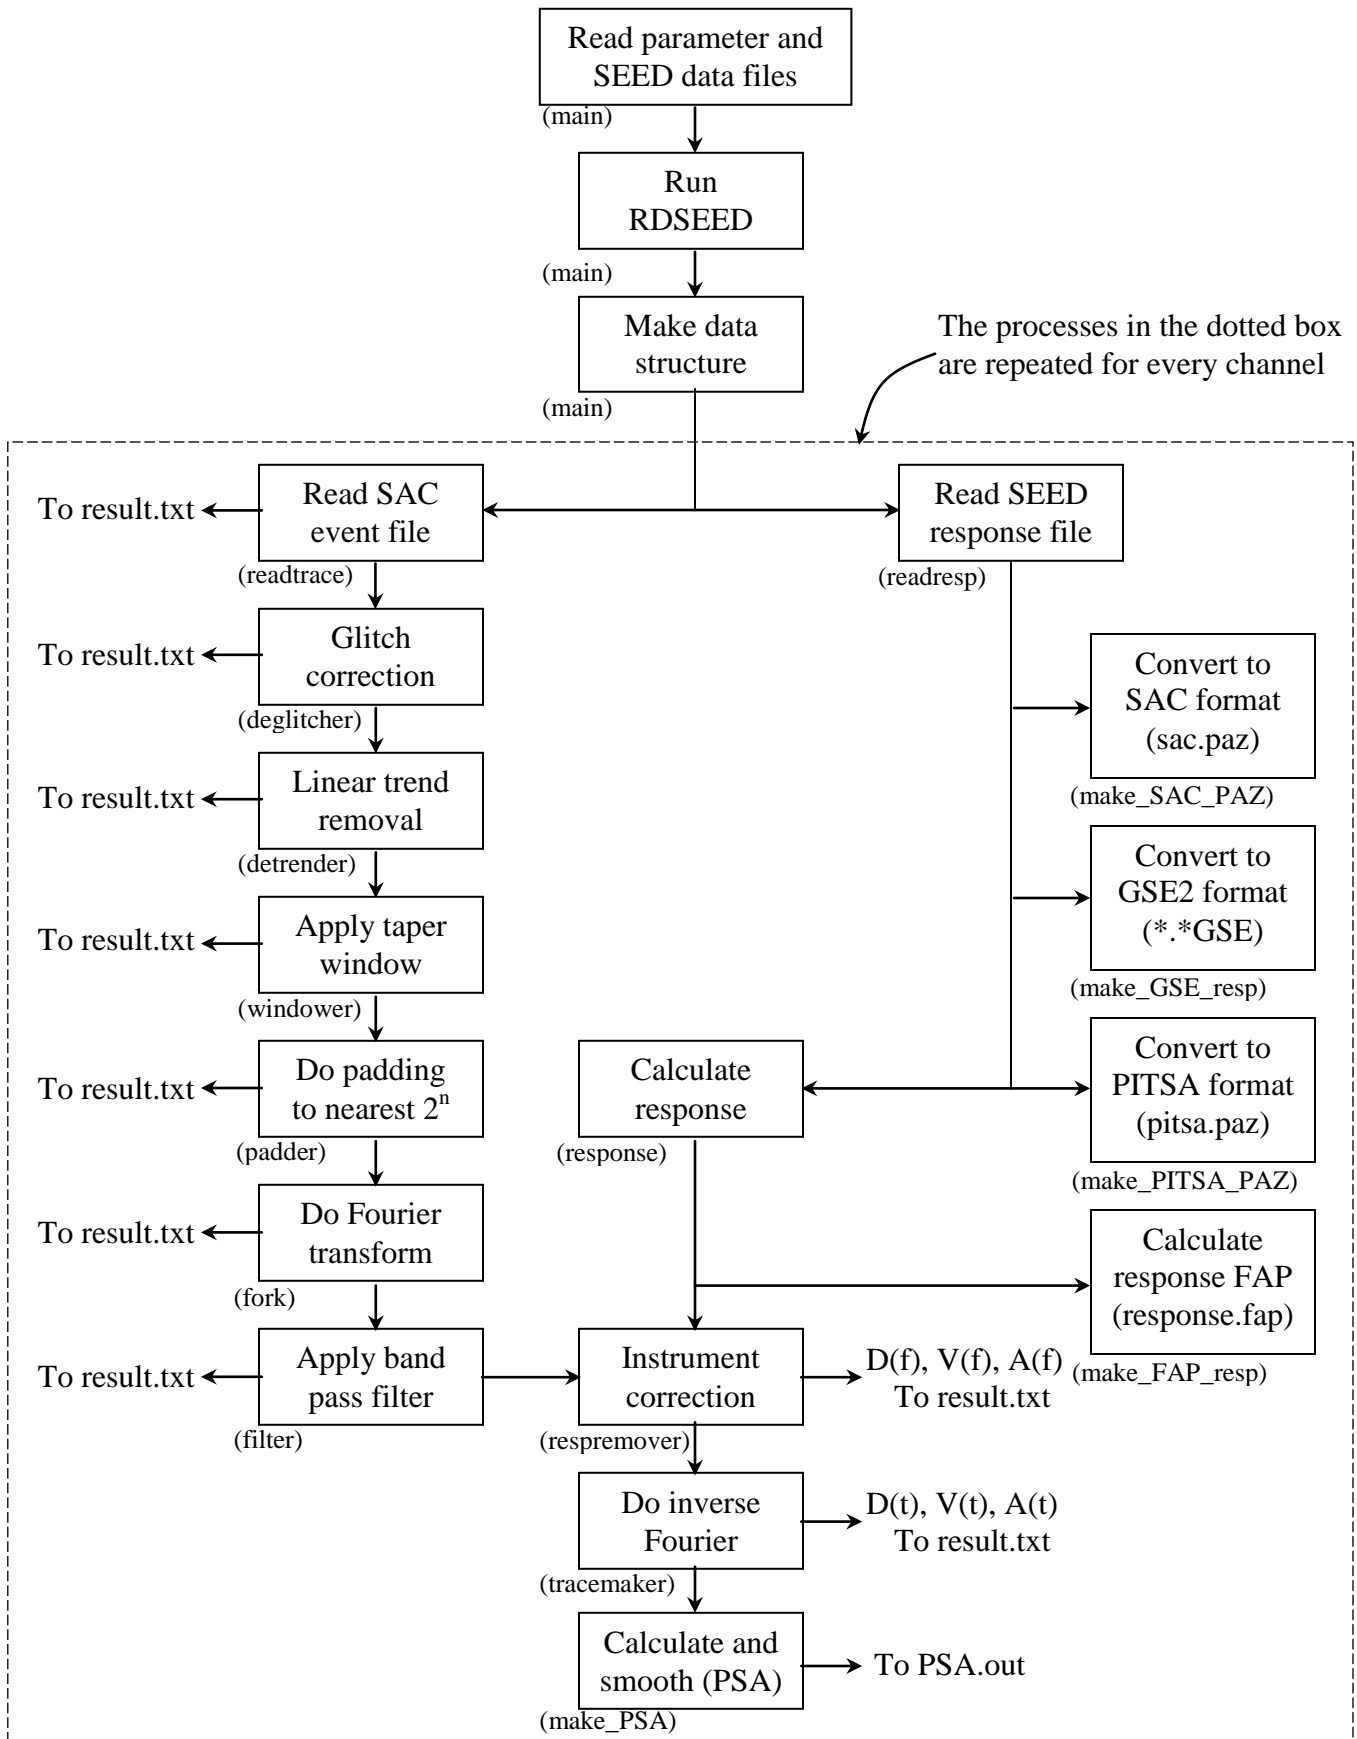 Read parameter and
SEED data files
(main)
Run
RDSEED
(main)
Make data
structure
(main)
The processes in the dotted box
are repeated for every channel
To result.txt
Read SAC
event file
(readtrace)
Read SEED
response file
(readresp)
To result.txt
Glitch
correction
(deglitcher)
Convert to
SAC format
(sac.paz)
(make_SAC_PAZ)
To result.txt
Linear trend
removal
(detrender)
Convert to
GSE2 format
(*.*GSE)
(make_GSE_resp)
To result.txt
Apply taper
window
(windower)
To result.txt
Do padding
to nearest 2ⁿ
(padder)
Calculate
response
(response)
Convert to
PITSA format
(pitsa.paz)
(make_PITSA_PAZ)
To result.txt
Do Fourier
transform
(fork)
Calculate
response FAP
(response.fap)
(make_FAP_resp)
To result.txt
Apply band
pass filter
(filter)
Instrument
correction
(respremover)
D(f), V(f), A(f)
To result.txt
Do inverse
Fourier
(tracemaker)
D(t), V(t), A(t)
To result.txt
Calculate and
smooth (PSA)
(make_PSA)
To PSA.out